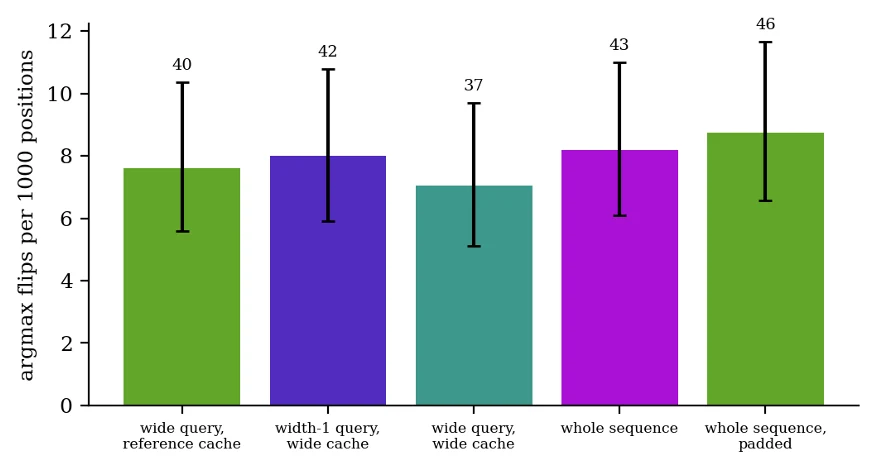 argmax flips per 1000 positions
12
10
8
6
4
2
0
40
42
37
43
46
wide query,
reference cache
width-1 query,
wide cache
wide query,
wide cache
whole sequence
whole sequence,
padded